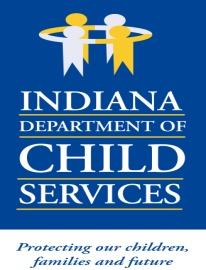 INDIANA
DEPARTMENT OF
CHILD
SERVICES
Protecting our children,
families and future